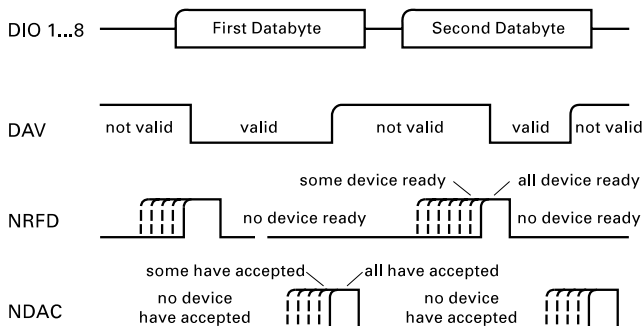 DIO 1...8
First Databyte
Second Databyte
DAV
not valid
valid
not valid
valid
not valid
some device ready
all device ready
NRFD
no device ready
no device ready
some have accepted
all have accepted
NDAC
no device
have accepted
no device
have accepted